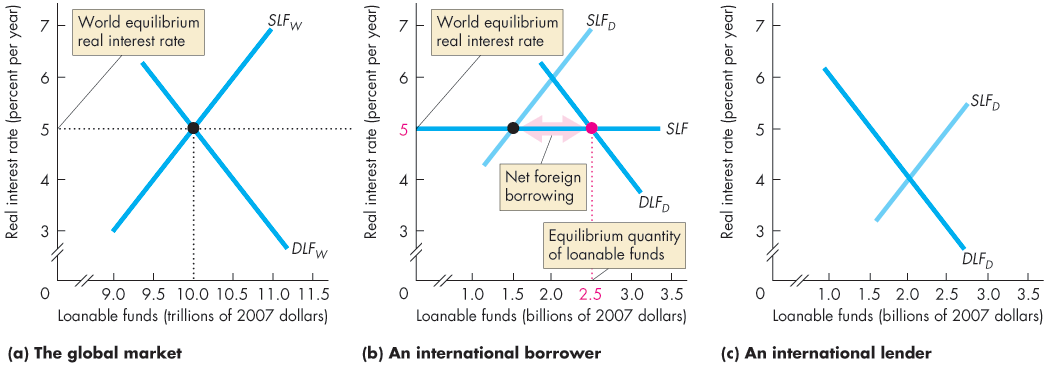 Real interest rate (percent per year)
7
6
5
4
3
0
World equilibrium
real interest rate
SLFW
DLFW
9.0 9.5 10.0 10.5 11.0 11.5
Loanable funds (trillions of 2007 dollars)
(a) The global market
Real interest rate (percent per year)
7
6
5
4
3
0
World equilibrium
real interest rate
SLFD
SLF
Net foreign
borrowing
DLFD
Equilibrium quantity
of loanable funds
1.0 1.5 2.0 2.5 3.0 3.5
Loanable funds (billions of 2007 dollars)
(b) An international borrower
Real interest rate (percent per year)
7
6
5
4
3
0
SLFD
DLFD
1.0 1.5 2.0 2.5 3.0 3.5
Loanable funds (billions of 2007 dollars)
(c) An international lender